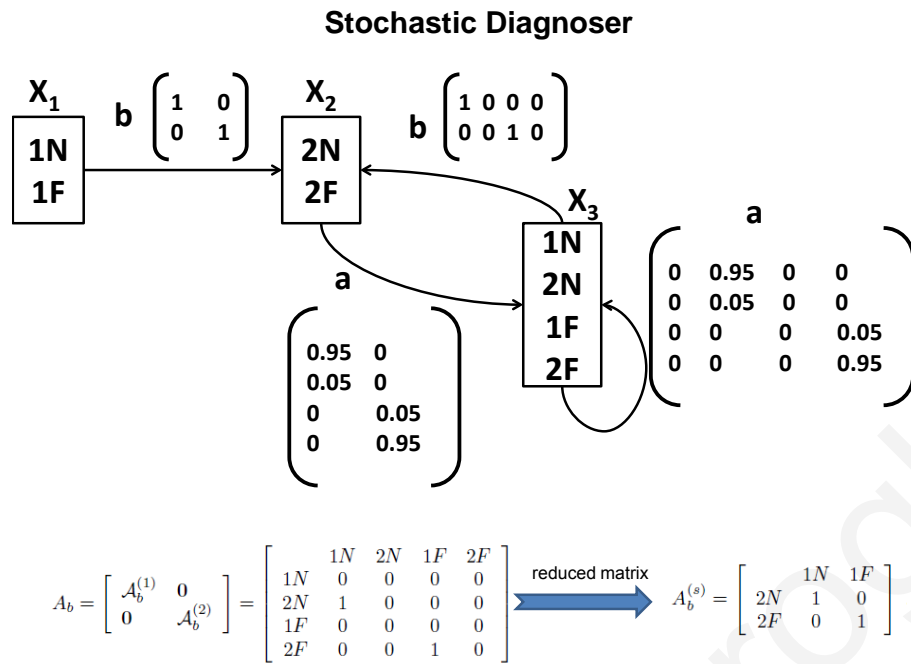 Stochastic Diagnoser
X1
b
1 0
0 1
X2
2N
2F
b
1 0 0 0
0 0 1 0
1N
1F
X3
1N
2N
1F
2F
a
0 0.95 0 0
0 0.05 0 0
0 0 0 0.05
0 0 0 0.95
a
0.95 0
0.05 0
0 0.05
0 0.95
A_b = [ A_b^(1) 0 ; 0 A_b^(2) ] =
1N 2N 1F 2F
1N 0 0 0 0
2N 1 0 0 0
1F 0 0 0 0
2F 0 0 1 0
reduced matrix
A_b^(s) =
1N 1F
2N 1 0
2F 0 1